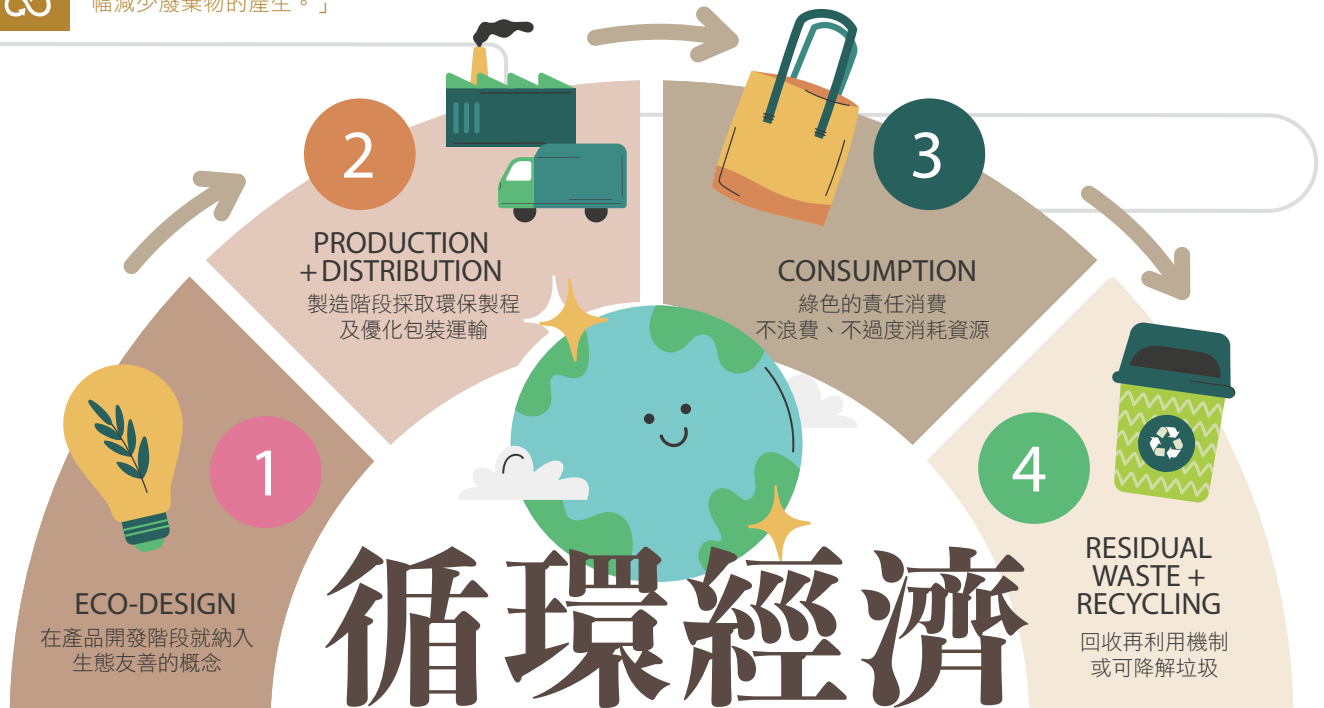 幅減少廢棄物的產生。」
2
PRODUCTION
+DISTRIBUTION
製造階段採取環保製程
及優化包裝運輸
3
CONSUMPTION
綠色的責任消費
不浪費、不過度消耗資源
1
ECO-DESIGN
在產品開發階段就納入
生態友善的概念
4
RESIDUAL
WASTE +
RECYCLING
回收再利用機制
或可降解垃圾
循環經濟